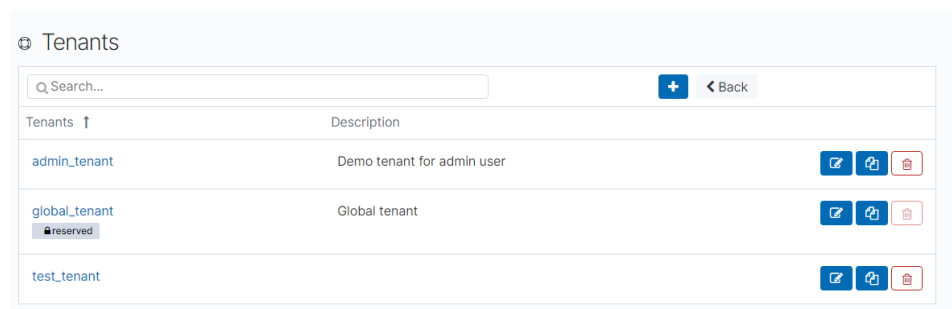 Tenants
Search...
Back
Tenants Description
admin_tenant Demo tenant for admin user
global_tenant Global tenant
reserved
test_tenant